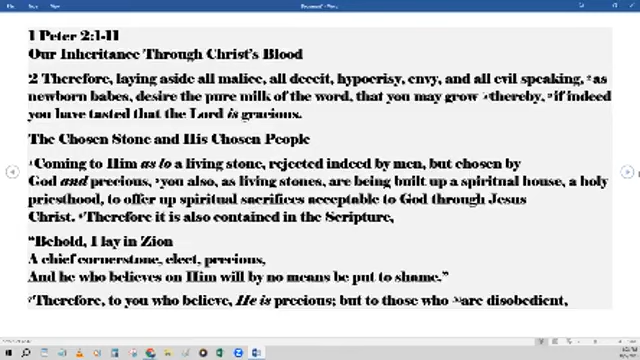 1 Peter 2:1-11
Our Inheritance Through Christ's Blood
2 Therefore, laying aside all malice, all deceit, hypocrisy, envy, and all evil speaking, as
newborn babes, desire the pure milk of the word, that you may grow thereby, if indeed
you have tasted that the Lord is gracious.
The Chosen Stone and His Chosen People
Coming to Him as to a living stone, rejected indeed by men, but chosen by
God and precious, you also, as living stones, are being built up a spiritual house, a holy
priesthood, to offer up spiritual sacrifices acceptable to God through Jesus
Christ. Therefore it is also contained in the Scripture,
"Behold, I lay in Zion
A chief cornerstone, elect, precious,
And he who believes on Him will by no means be put to shame."
Therefore, to you who believe, He is precious; but to those who are disobedient,